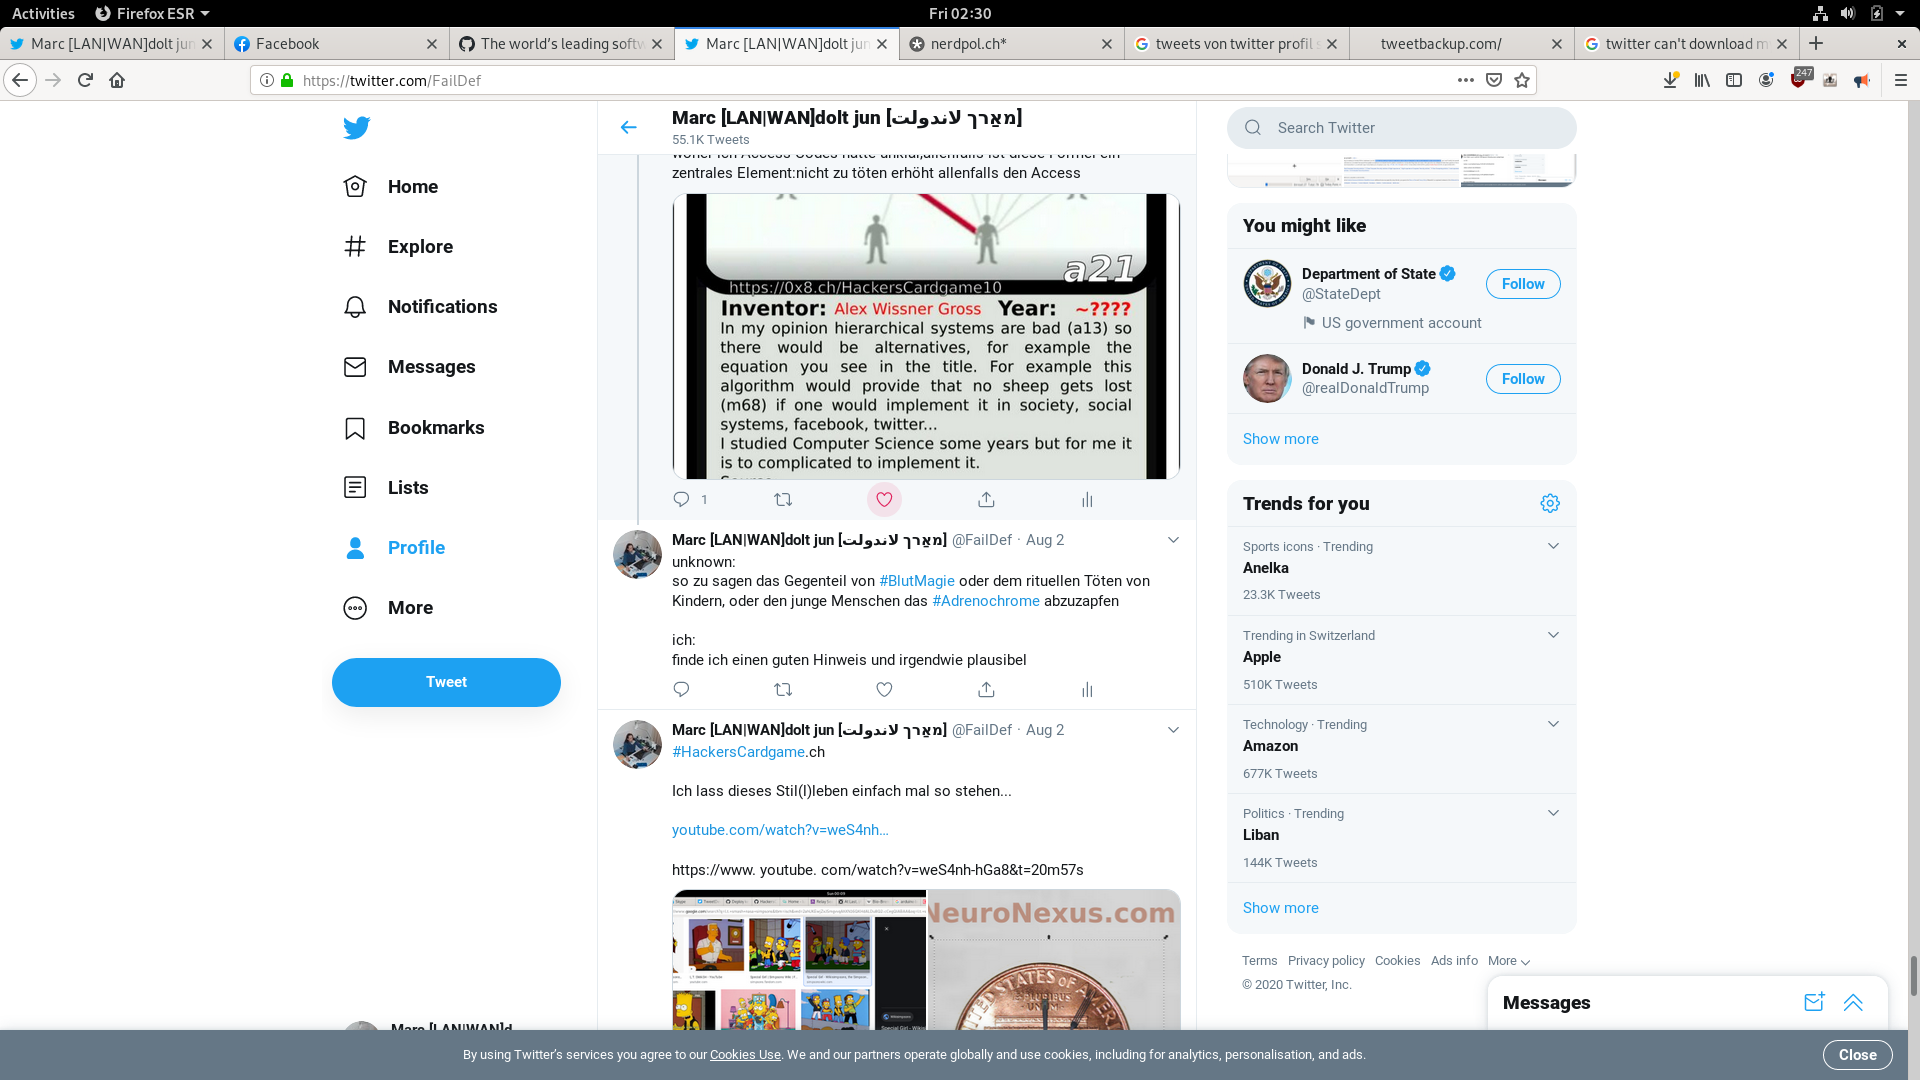 Activities
Firefox ESR
Fri 02:30
Marc [LAN|WAN]dolt jun
Facebook
The world's leading softw
Marc [LAN|WAN]dolt jun
nerdpol.ch*
tweets von twitter profil s
tweetbackup.com/
twitter can't download m
https://twitter.com/FailDef
247
Marc [LAN|WAN]dolt jun [מאַרך לאנדולת]
55.1K Tweets
Search Twitter
Home
Explore
Notifications
Messages
Bookmarks
Lists
Profile
More
Tweet
woher ich Access Codes hatte unklar,allenfalls ist diese Formel ein
zentrales Element:nicht zu töten erhöht allenfalls den Access
a21
https://0x8.ch/HackersCardgame10
Inventor: Alex Wissner Gross Year: ~????
In my opinion hierarchical systems are bad (a13) so
there would be alternatives, for example the
equation you see in the title. For example this
algorithm would provide that no sheep gets lost
(m68) if one would implement it in society, social
systems, facebook, twitter...
I studied Computer Science some years but for me it
is to complicated to implement it.
1
Marc [LAN|WAN]dolt jun [מאַרך לאנדולת] @FailDef · Aug 2
unknown:
so zu sagen das Gegenteil von #BlutMagie oder dem rituellen Töten von
Kindern, oder den junge Menschen das #Adrenochrome abzuzapfen
ich:
finde ich einen guten Hinweis und irgendwie plausibel
Marc [LAN|WAN]dolt jun [מאַרך לאנדולת] @FailDef · Aug 2
#HackersCardgame.ch
Ich lass dieses Stil(l)leben einfach mal so stehen...
youtube.com/watch?v=weS4nh...
https://www. youtube. com/watch?v=weS4nh-hGa8&t=20m57s
NeuroNexus.com
UNITED STATES OF AMERICA
E PLURIBUS
UNUM
You might like
Department of State
@StateDept
Follow
US government account
Donald J. Trump
@realDonaldTrump
Follow
Show more
Trends for you
Sports icons · Trending
Anelka
23.3K Tweets
Trending in Switzerland
Apple
510K Tweets
Technology · Trending
Amazon
677K Tweets
Politics · Trending
Liban
144K Tweets
Show more
Terms Privacy policy Cookies Ads info More
© 2020 Twitter, Inc.
Messages
Marc [LAN|WAN]d
By using Twitter's services you agree to our Cookies Use. We and our partners operate globally and use cookies, including for analytics, personalisation, and ads.
Close